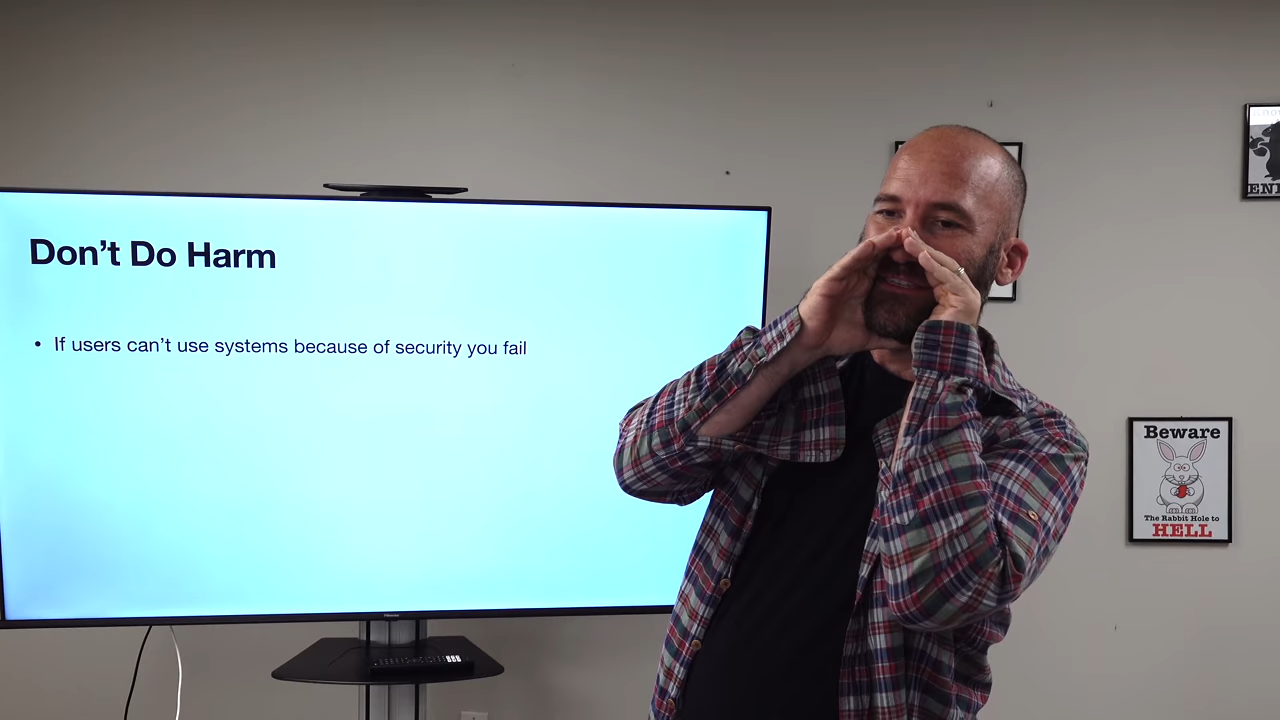 Don't Do Harm
• If users can't use systems because of security you fail
Beware
The Rabbit Hole to
HELL